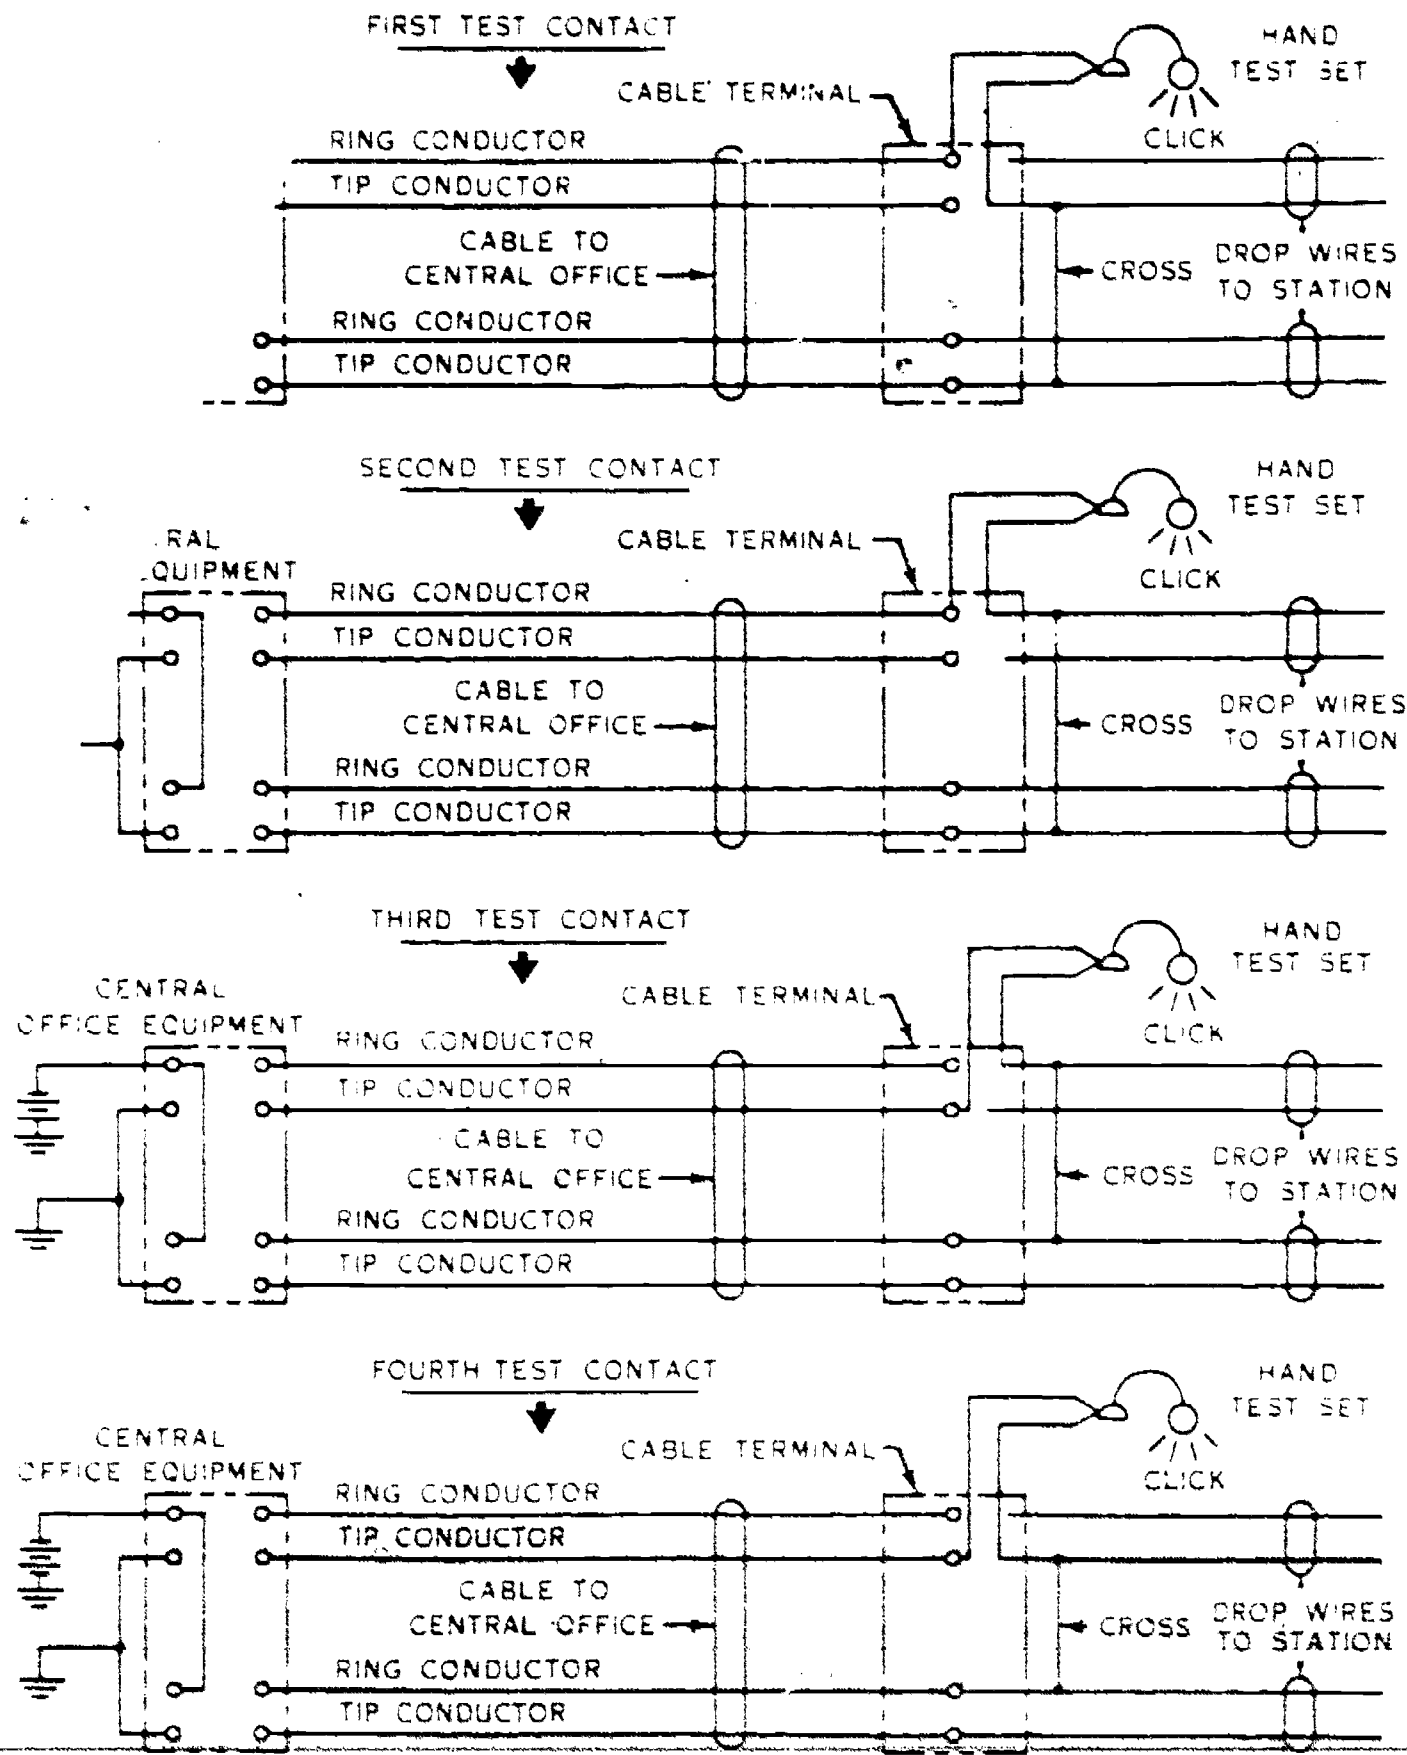 FIRST TEST CONTACT
HAND
TEST SET
CABLE TERMINAL
CLICK
RING CONDUCTOR
TIP CONDUCTOR
CABLE TO
CENTRAL OFFICE
CROSS
DROP WIRES
TO STATION
RING CONDUCTOR
TIP CONDUCTOR
SECOND TEST CONTACT
HAND
TEST SET
CABLE TERMINAL
CLICK
RAL
QUIPMENT
RING CONDUCTOR
TIP CONDUCTOR
CABLE TO
CENTRAL OFFICE
CROSS
DROP WIRES
TO STATION
RING CONDUCTOR
TIP CONDUCTOR
THIRD TEST CONTACT
HAND
TEST SET
CABLE TERMINAL
CLICK
CENTRAL
OFFICE EQUIPMENT
RING CONDUCTOR
TIP CONDUCTOR
CABLE TO
CENTRAL OFFICE
CROSS
DROP WIRES
TO STATION
RING CONDUCTOR
TIP CONDUCTOR
FOURTH TEST CONTACT
HAND
TEST SET
CABLE TERMINAL
CLICK
CENTRAL
OFFICE EQUIPMENT
RING CONDUCTOR
TIP CONDUCTOR
CABLE TO
CENTRAL OFFICE
CROSS
DROP WIRES
TO STATION
RING CONDUCTOR
TIP CONDUCTOR